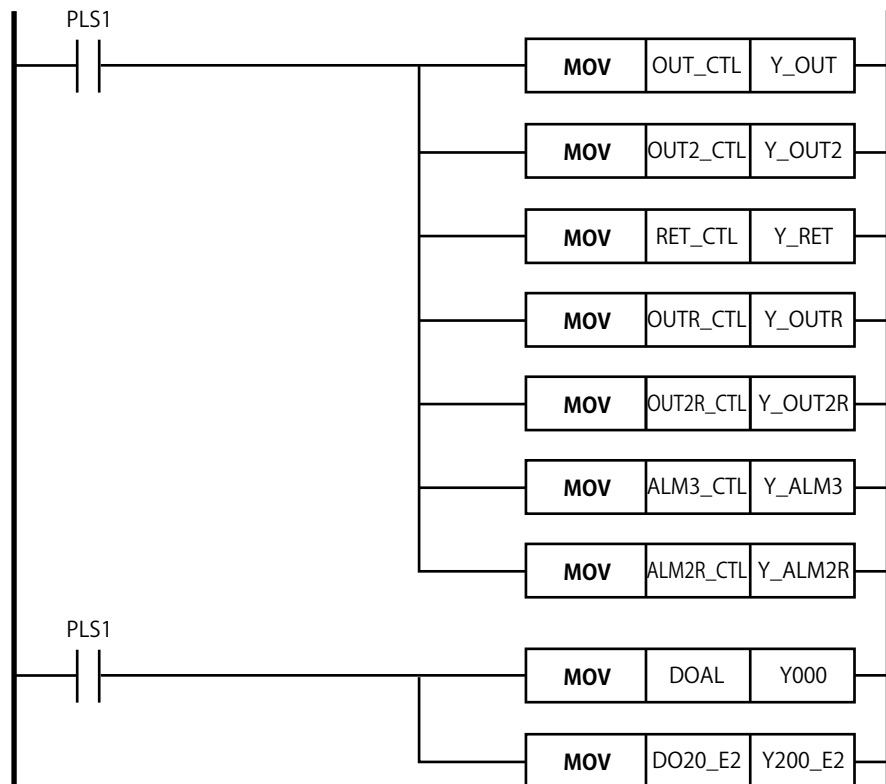 PLS1
MOV OUT_CTL Y_OUT
MOV OUT2_CTL Y_OUT2
MOV RET_CTL Y_RET
MOV OUTR_CTL Y_OUTR
MOV OUT2R_CTL Y_OUT2R
MOV ALM3_CTL Y_ALM3
MOV ALM2R_CTL Y_ALM2R
PLS1
MOV DOAL Y000
MOV DO20_E2 Y200_E2